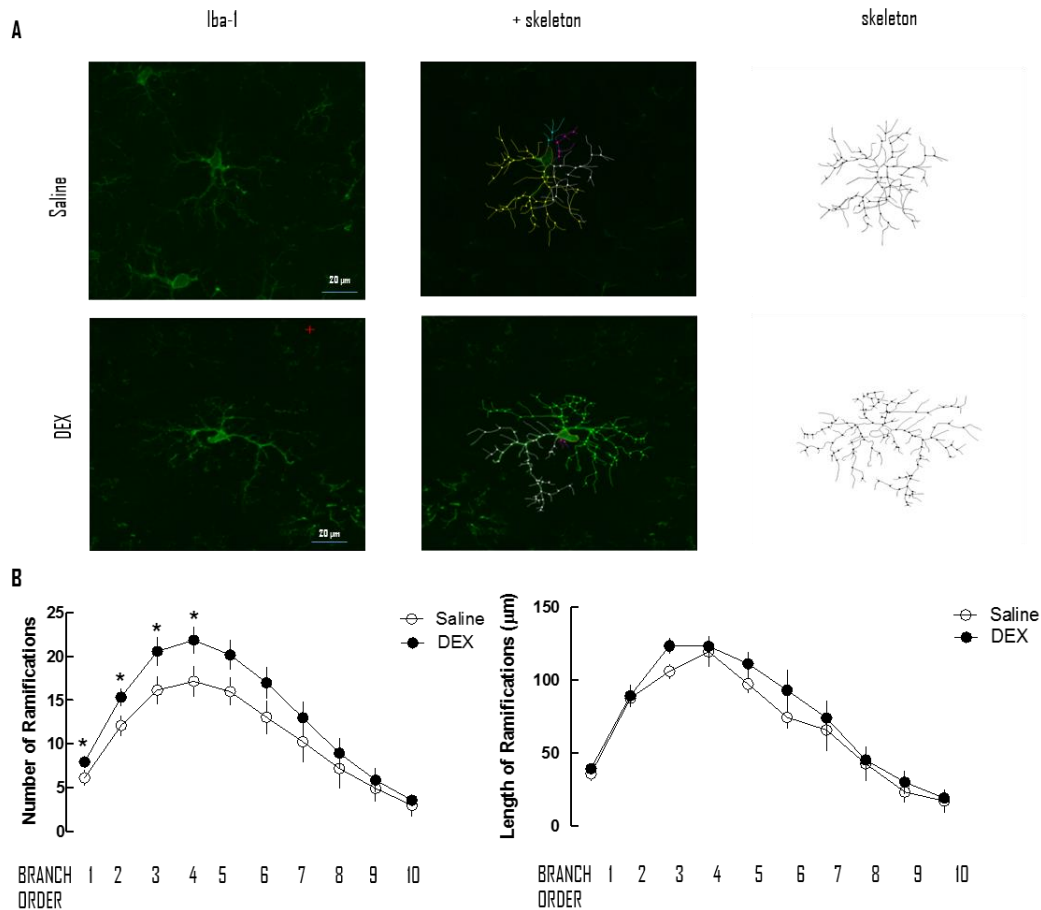 A
Iba-1
+ skeleton
skeleton
Saline
20 µm
DEX
20 µm
B
Number of Ramifications
25
20
15
10
5
0
*
*
*
*
Saline
DEX
BRANCH ORDER
1 2 3 4 5 6 7 8 9 10
Length of Ramifications (µm)
150
100
50
0
Saline
DEX
BRANCH ORDER
1 2 3 4 5 6 7 8 9 10